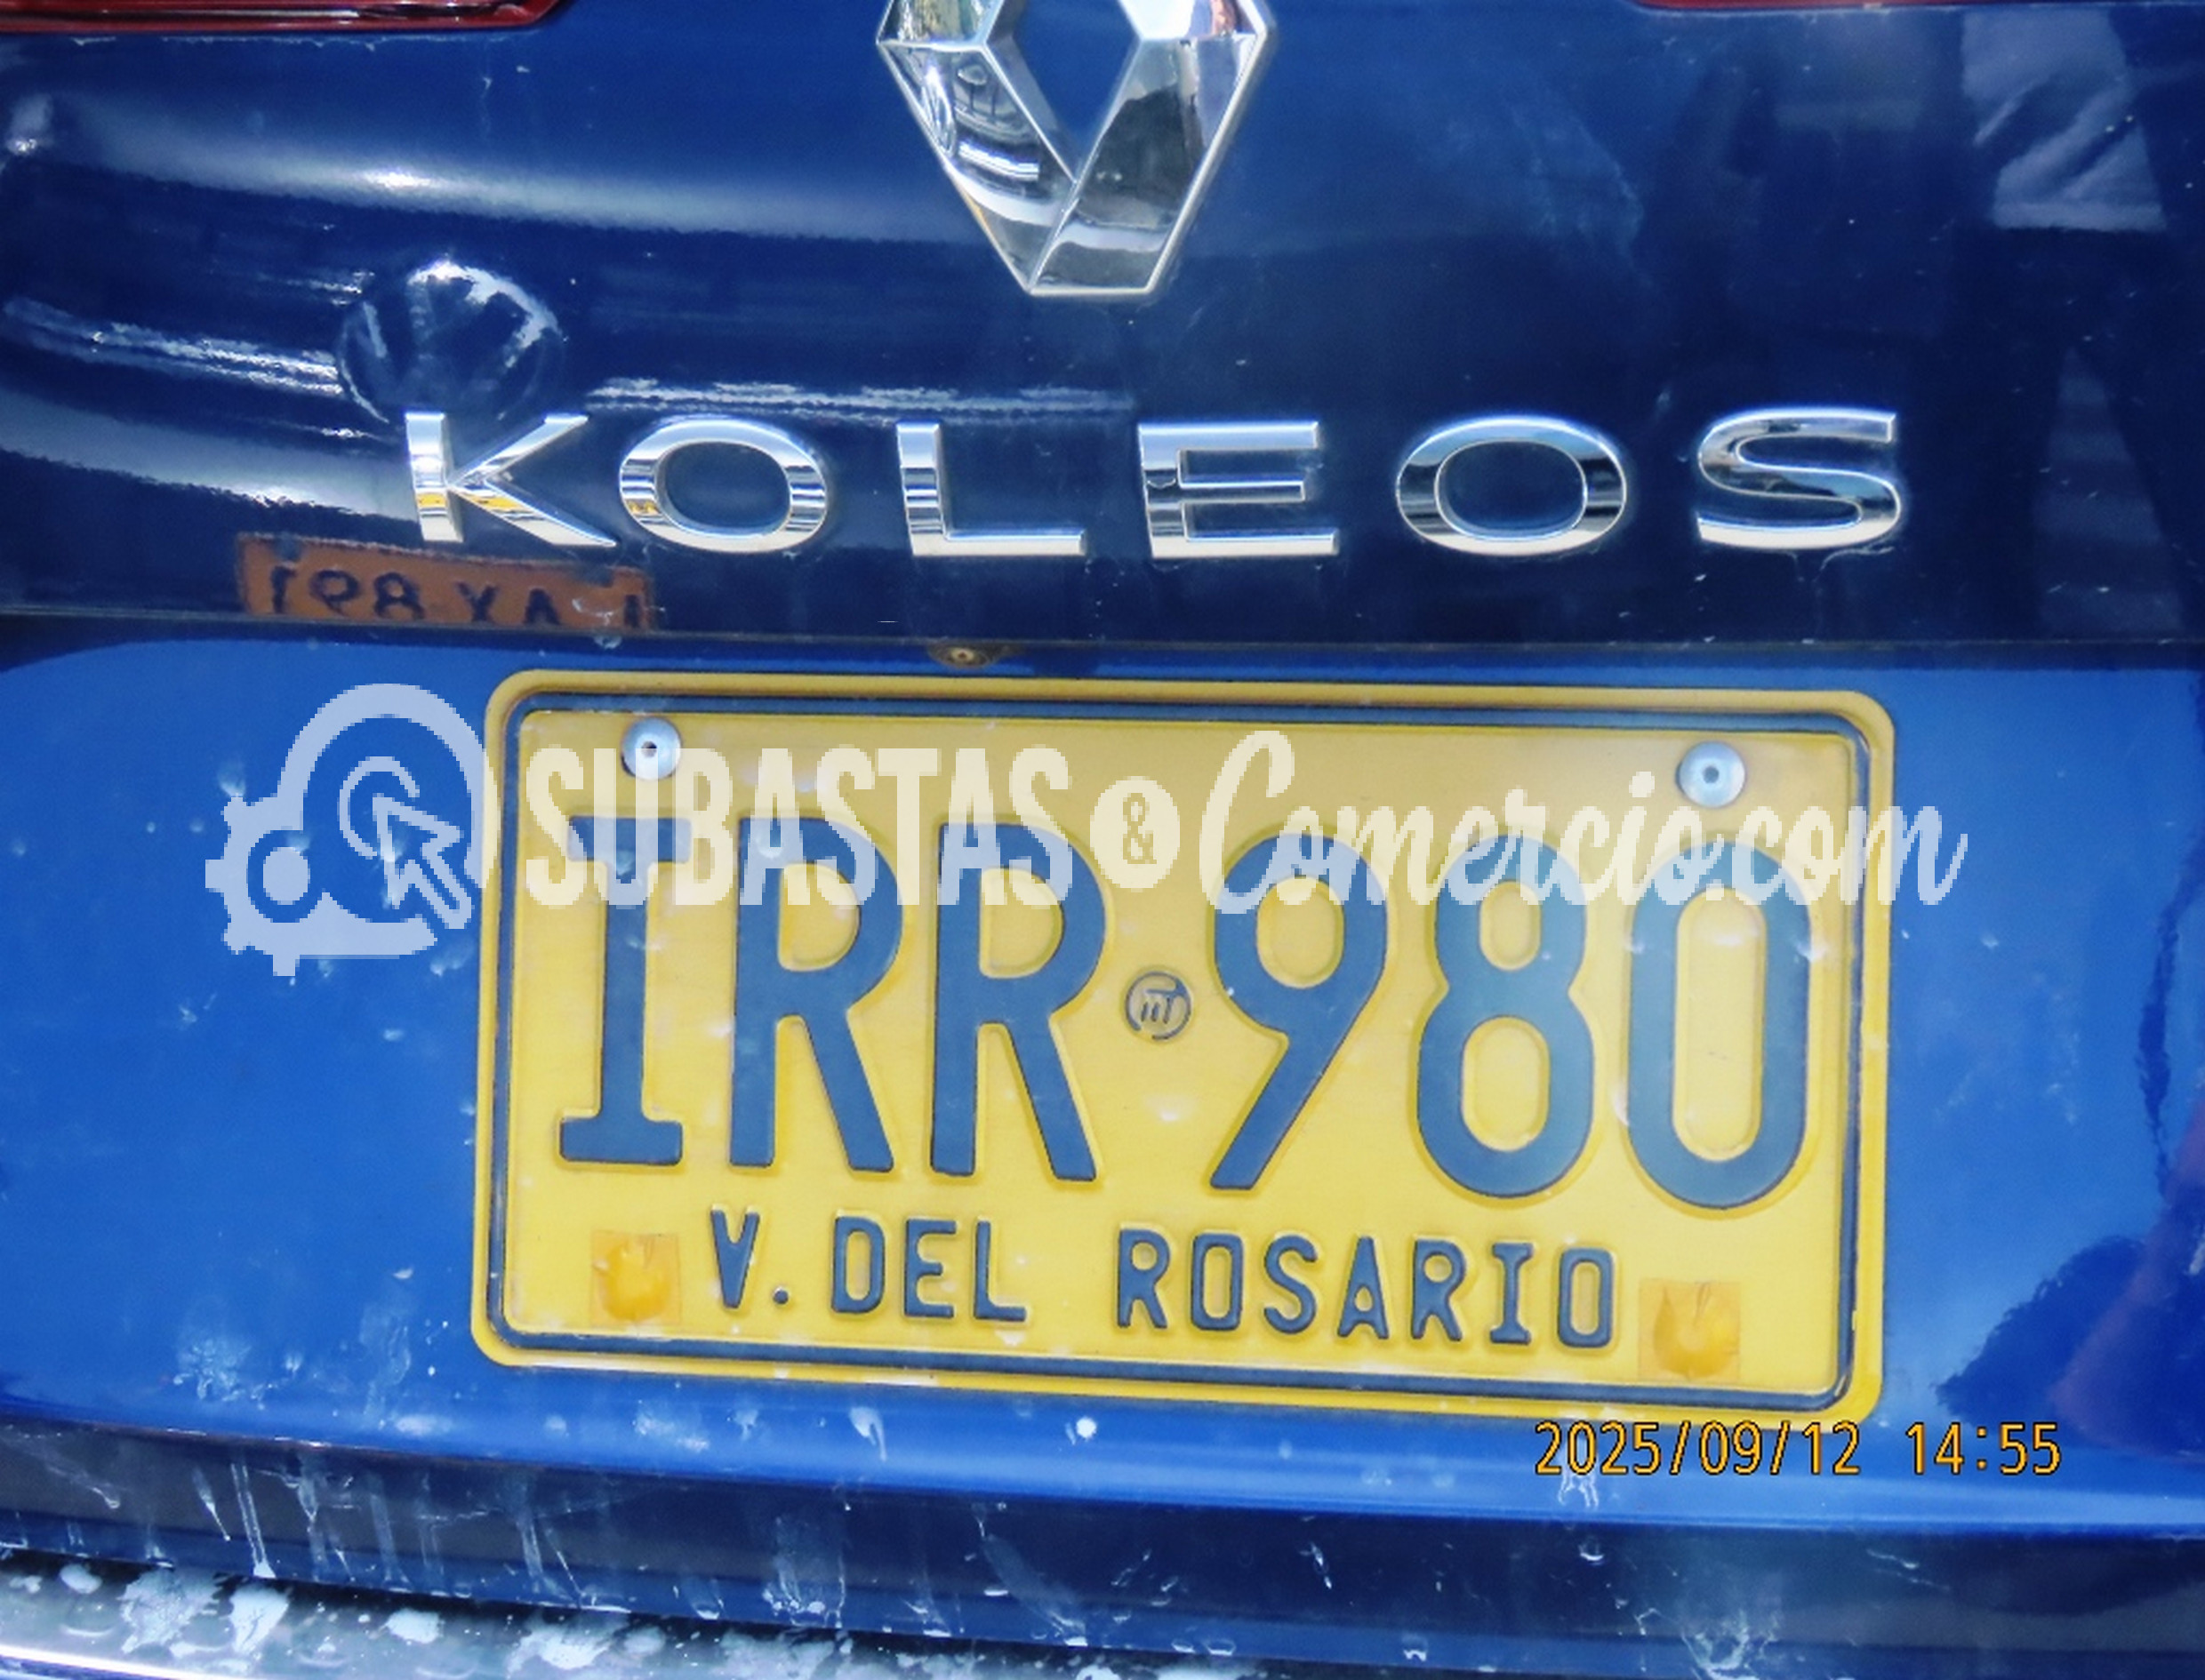 KOLEOS
SUBASTAS & Comercio.com
IRR 980
V. DEL ROSARIO
2025/09/12 14:55